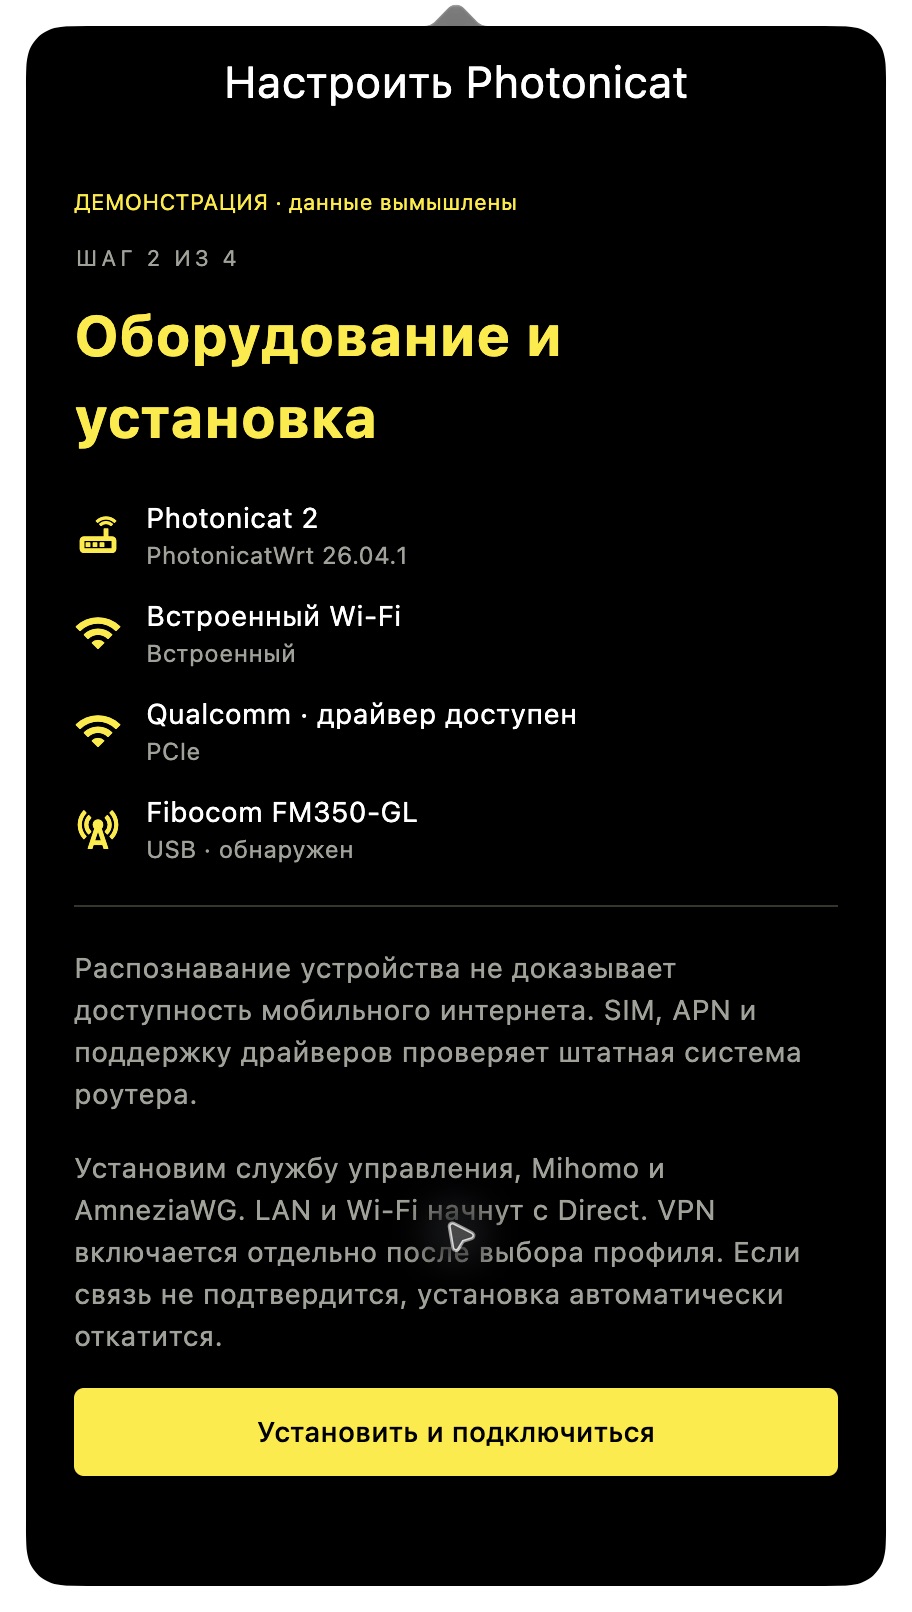 Настроить Photonicat
ДЕМОНСТРАЦИЯ · данные вымышлены
ШАГ 2 ИЗ 4
Оборудование и
установка
Photonicat 2
PhotonicatWrt 26.04.1
Встроенный Wi-Fi
Встроенный
Qualcomm · драйвер доступен
PCIe
Fibocom FM350-GL
USB · обнаружен
Распознавание устройства не доказывает
доступность мобильного интернета. SIM, APN и
поддержку драйверов проверяет штатная система
роутера.
Установим службу управления, Mihomo и
AmneziaWG. LAN и Wi-Fi начнут с Direct. VPN
включается отдельно после выбора профиля. Если
связь не подтвердится, установка автоматически
откатится.
Установить и подключиться